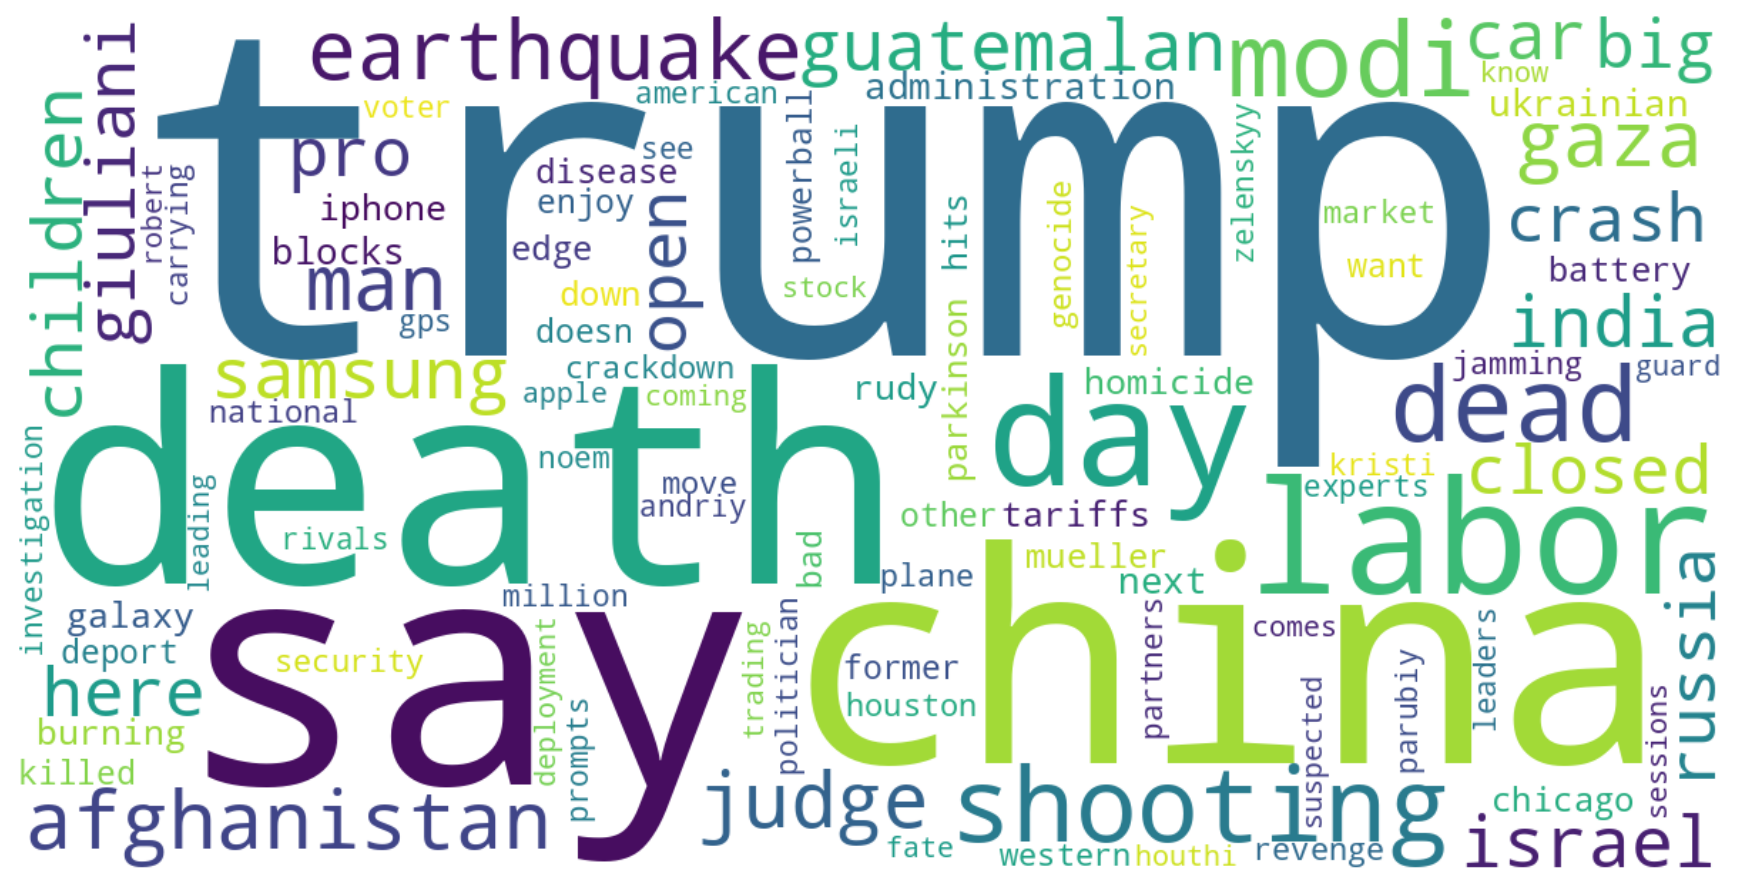 giuliani
children
earthquake
guatemalan
modi
car
big
know
american
administration
voter
ukrainian
trump
pro
see
disease
powerball
israeli
zelenskyy
gaza
robert
carrying
iphone
enjoy
open
hits
genocide
secretary
market
crash
blocks
edge
man
want
battery
down
stock
gps
doesn
india
samsung
crackdown
parkinson
jamming
guard
apple
coming
rudy
homicide
national
dead
death
day
investigation
leading
noem
move
andriy
kristi
closed
experts
rivals
other
tariffs
labor
bad
mueller
plane
next
million
china
russia
galaxy
say
deport
security
deployment
trading
politician
former
houston
partners
comes
leaders
parubiy
here
burning
prompts
suspected
sessions
killed
afghanistan
judge
shooting
chicago
israel
fate
western
houthi
revenge